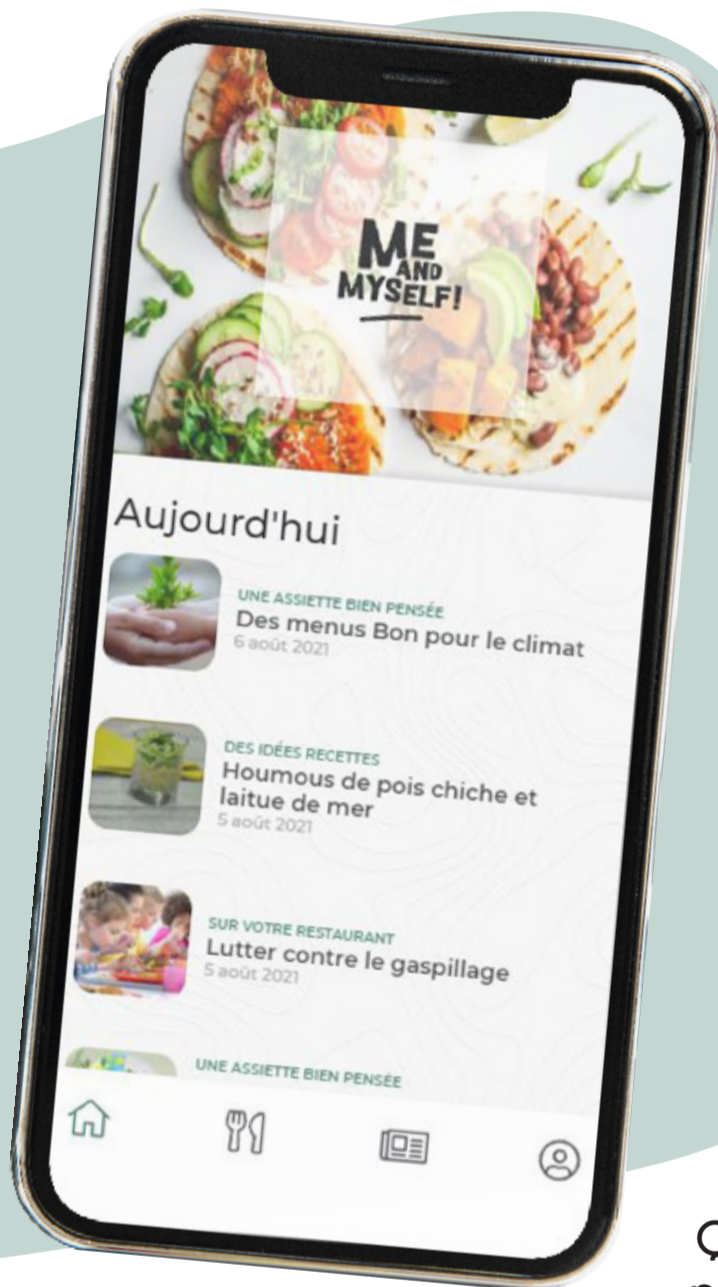 ME
AND
MYSELF!
Aujourd'hui
UNE ASSIETTE BIEN PENSÉE
Des menus Bon pour le climat
6 août 2021
DES IDÉES RECETTES
Houmous de pois chiche et
laitue de mer
5 août 2021
SUR VOTRE RESTAURANT
Lutter contre le gaspillage
5 août 2021
UNE ASSIETTE BIEN PENSÉE